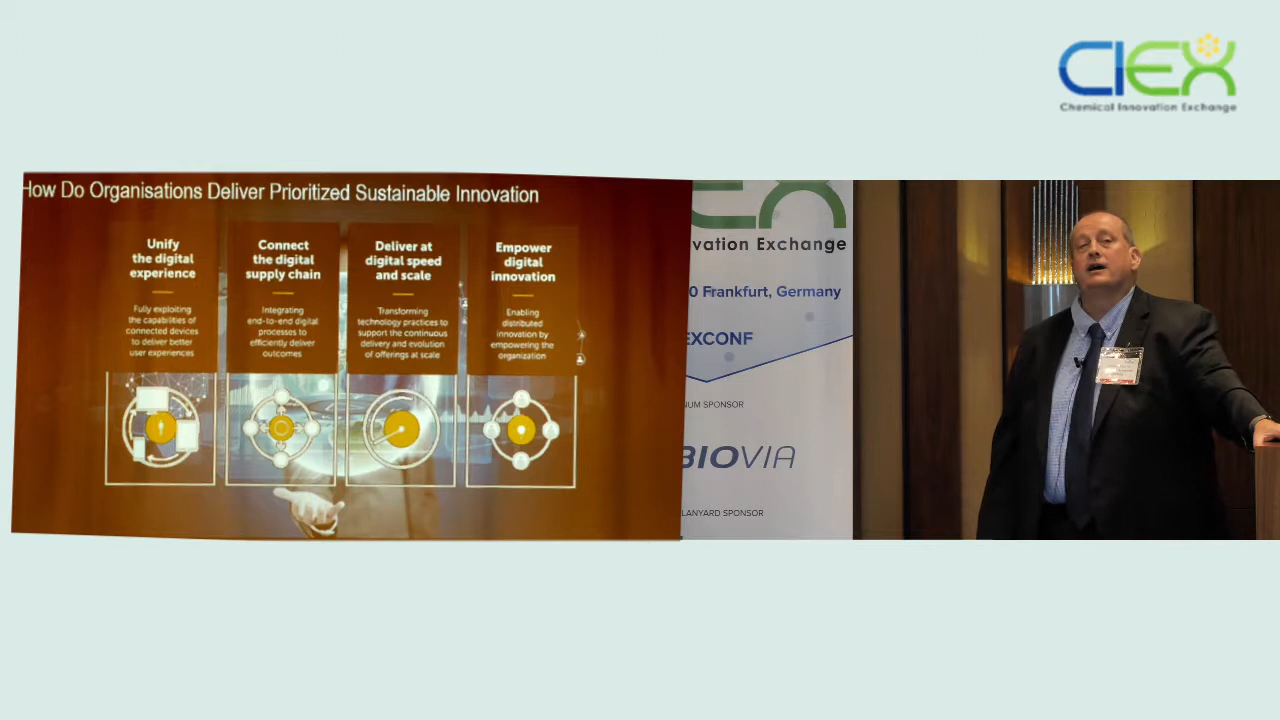 CIEX
Chemical Innovation Exchange
How Do Organisations Deliver Prioritized Sustainable Innovation
Unify
the digital
experience
Fully exploiting
the capabilities of
connected devices
to deliver better
user experiences
Connect
the digital
supply chain
Integrating
end-to-end digital
processes to
efficiently deliver
outcomes
Deliver at
digital speed
and scale
Transforming
technology practices to
support the continuous
delivery and evolution
of offerings at scale
Empower
digital
innovation
Enabling
distributed
innovation by
empowering the
organization
EX
vation Exchange
0 Frankfurt, Germany
EXCONF
NUM SPONSOR
BIOVIA
LANYARD SPONSOR